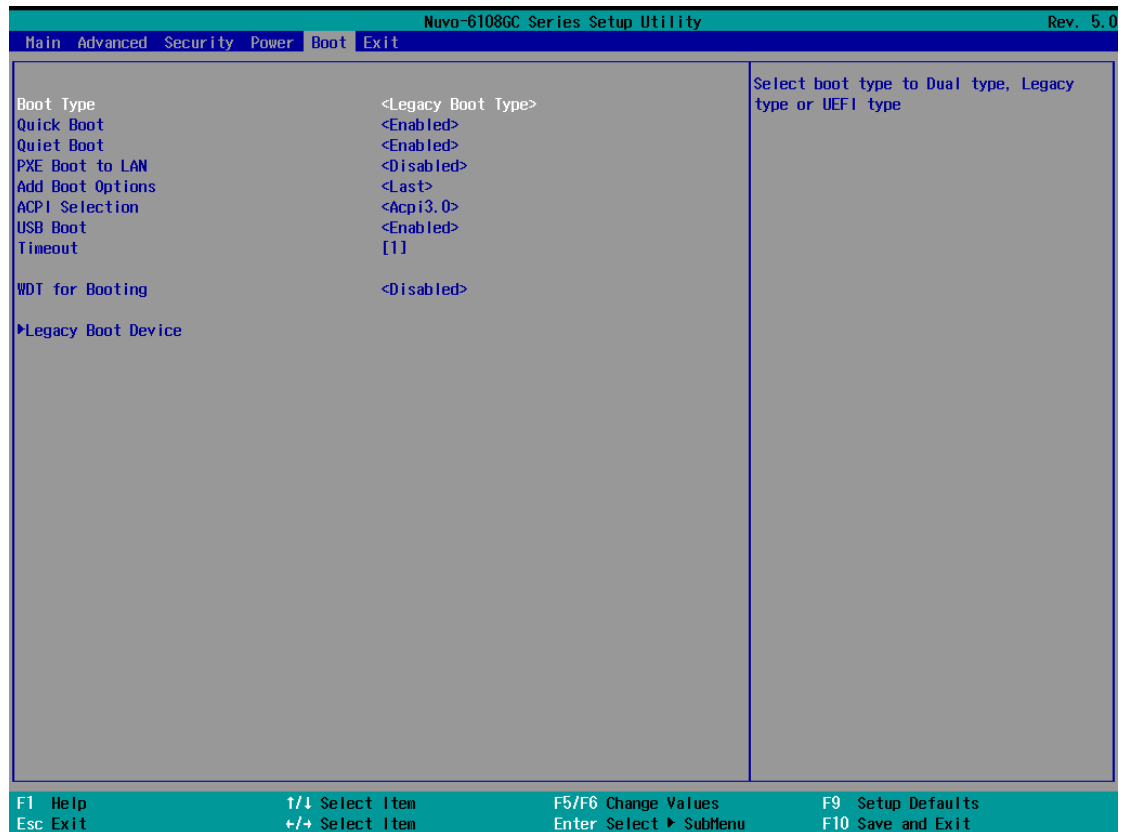 Nuvo-6108GC Series Setup Utility Rev. 5.0
Main Advanced Security Power Boot Exit
Boot Type <Legacy Boot Type>
Quick Boot <Enabled>
Quiet Boot <Enabled>
PXE Boot to LAN <Disabled>
Add Boot Options <Last>
ACPI Selection <Acpi3.0>
USB Boot <Enabled>
Timeout [1]
WDT for Booting <Disabled>
▶Legacy Boot Device
Select boot type to Dual type, Legacy
type or UEFI type
F1 Help ↑/↓ Select Item F5/F6 Change Values F9 Setup Defaults
Esc Exit ←/→ Select Item Enter Select ▶ SubMenu F10 Save and Exit